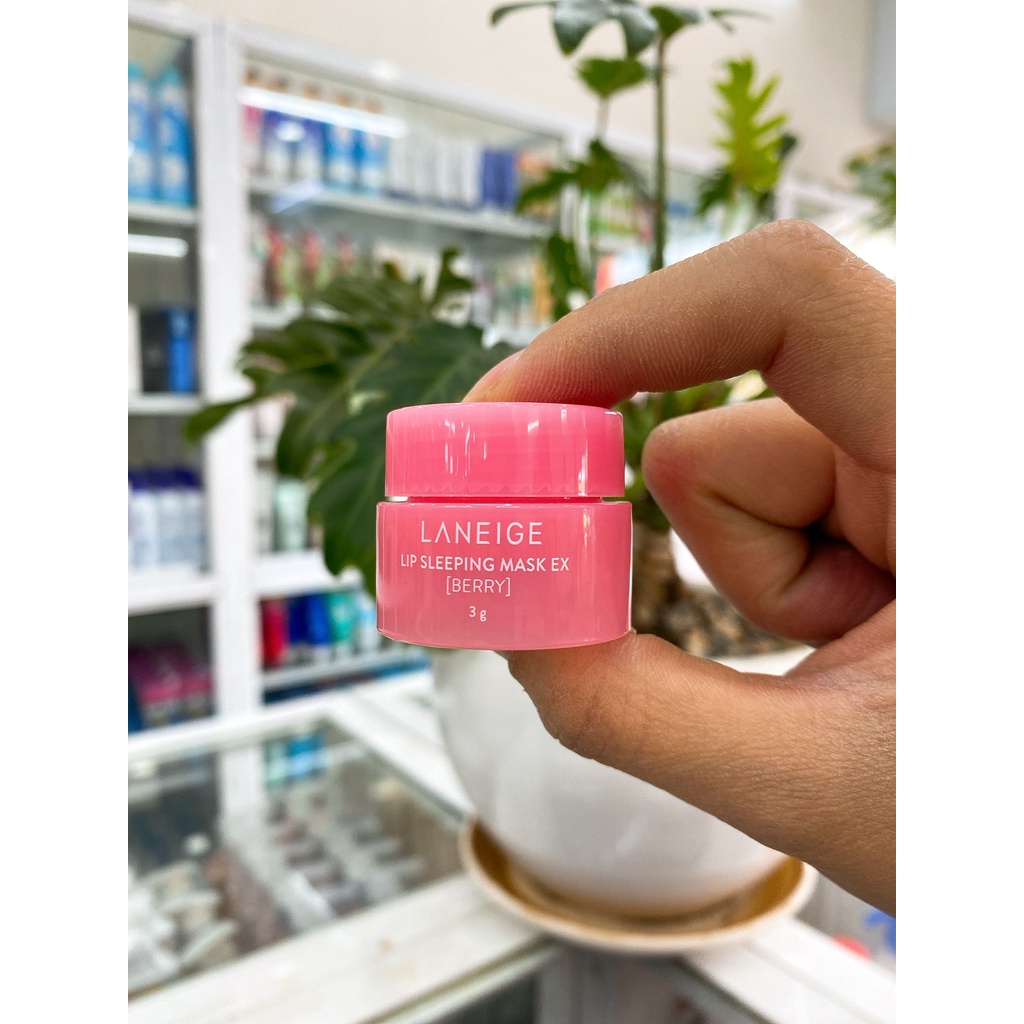 LANEIGE
LIP SLEEPING MASK EX
[BERRY]
3 g